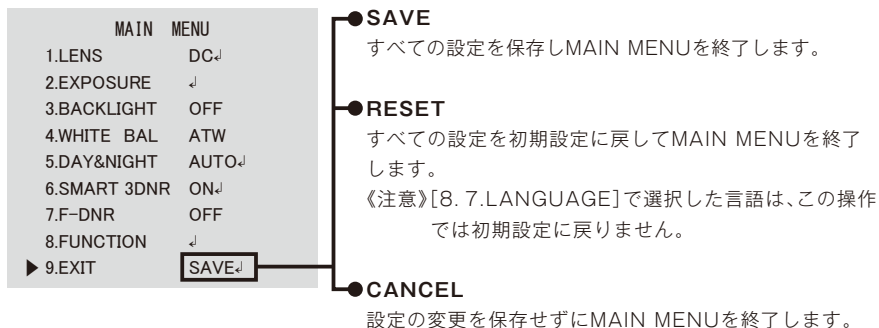 MAIN MENU
1.LENS DC↲
2.EXPOSURE ↲
3.BACKLIGHT OFF
4.WHITE BAL ATW
5.DAY&NIGHT AUTO↲
6.SMART 3DNR ON↲
7.F-DNR OFF
8.FUNCTION ↲
▶ 9.EXIT SAVE↲
●SAVE
すべての設定を保存しMAIN MENUを終了します。
●RESET
すべての設定を初期設定に戻してMAIN MENUを終了
します。
《注意》[8. 7.LANGUAGE]で選択した言語は、この操作
では初期設定に戻りません。
●CANCEL
設定の変更を保存せずにMAIN MENUを終了します。